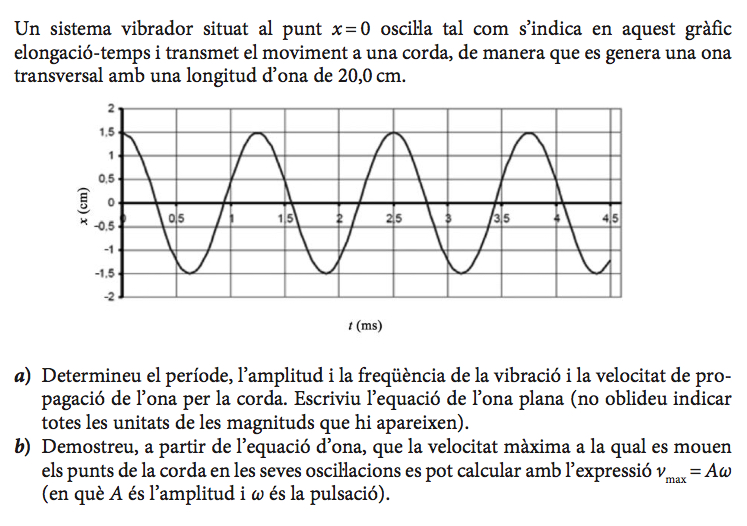 Un sistema vibrador situat al punt x = 0 oscil·la tal com s’indica en aquest gràfic
elongació-temps i transmet el moviment a una corda, de manera que es genera una ona
transversal amb una longitud d’ona de 20,0 cm.
2
1,5
1
0,5
0
-0,5
-1
-1,5
-2
x (cm)
0 0,5 1 1,5 2 2,5 3 3,5 4 4,5
t (ms)
a) Determineu el període, l’amplitud i la freqüència de la vibració i la velocitat de pro-
pagació de l’ona per la corda. Escriviu l’equació de l’ona plana (no oblideu indicar
totes les unitats de les magnituds que hi apareixen).
b) Demostreu, a partir de l’equació d’ona, que la velocitat màxima a la qual es mouen
els punts de la corda en les seves oscil·lacions es pot calcular amb l’expressió vmax = Aω
(en què A és l’amplitud i ω és la pulsació).